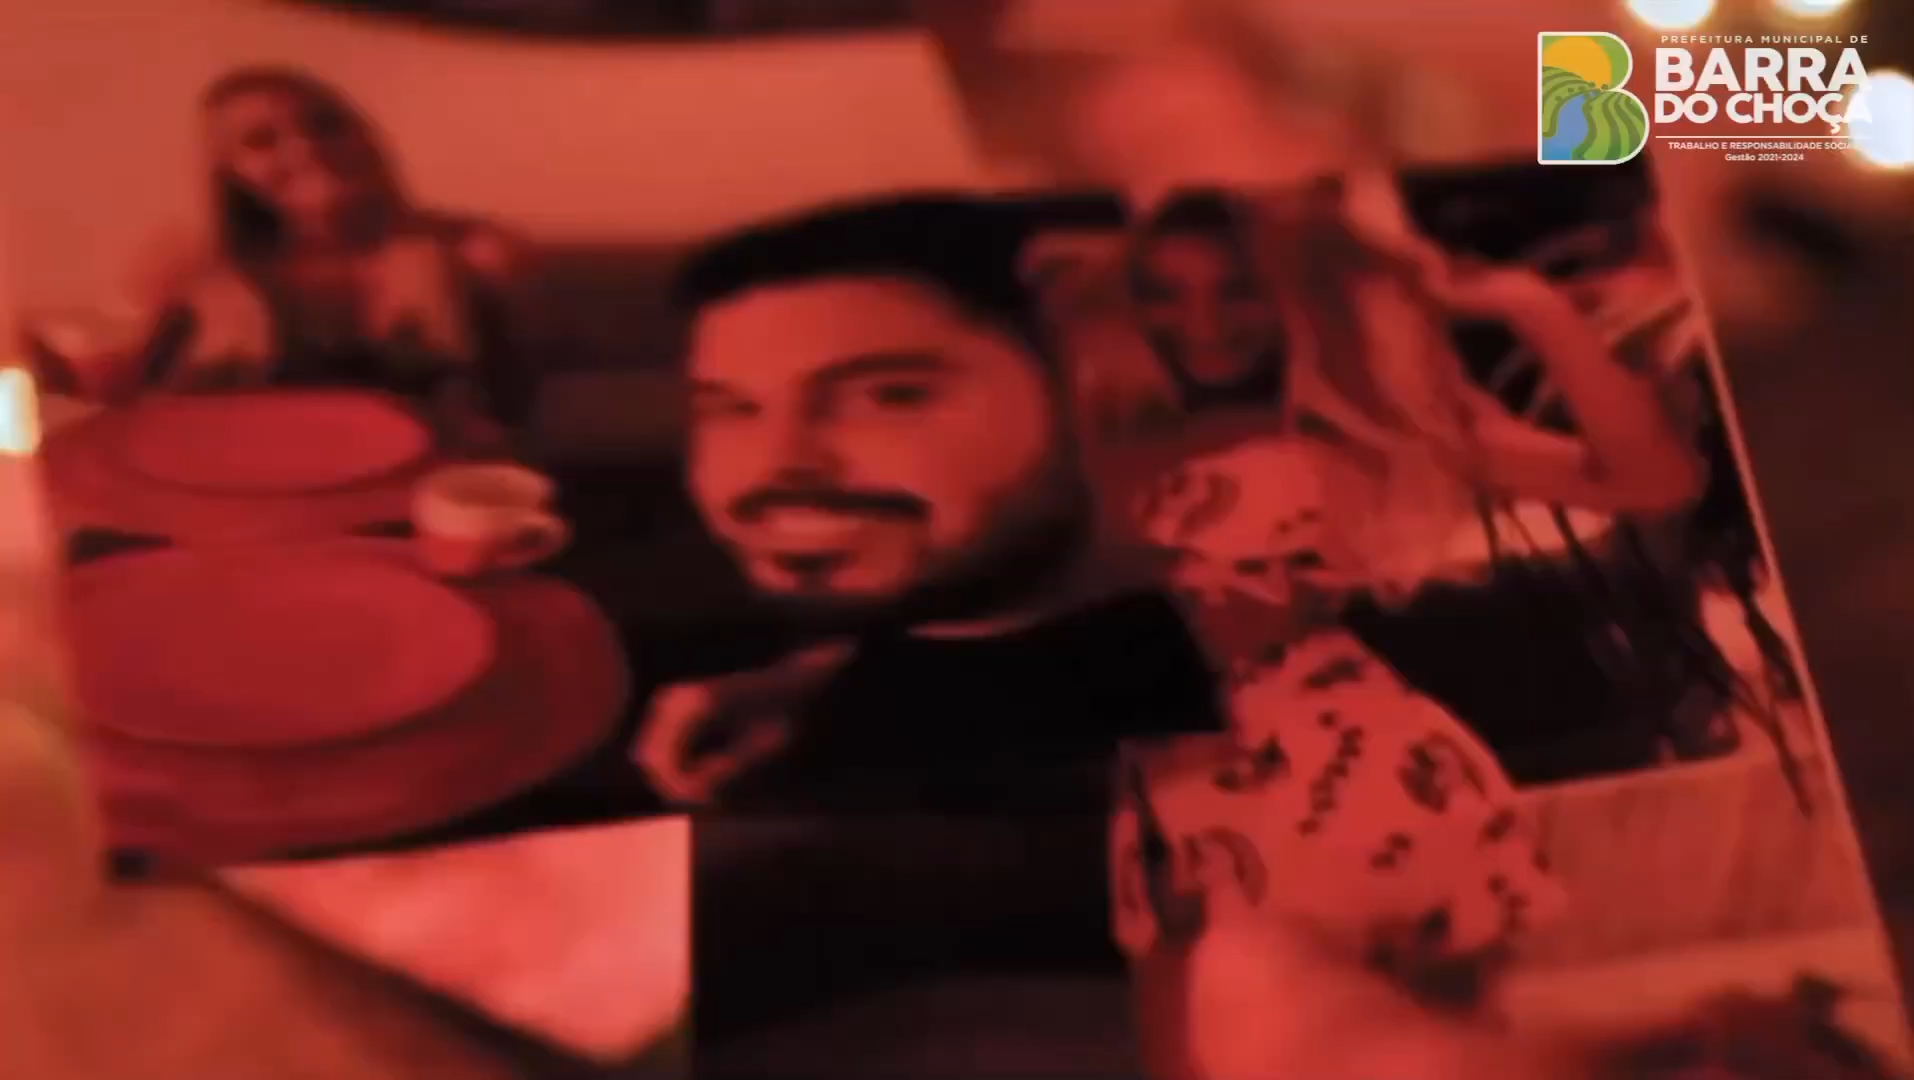 PREFEITURA MUNICIPAL DE
BARRA
DO CHOÇA
TRABALHO E RESPONSABILIDADE SOCIAL
Gestão 2021-2024